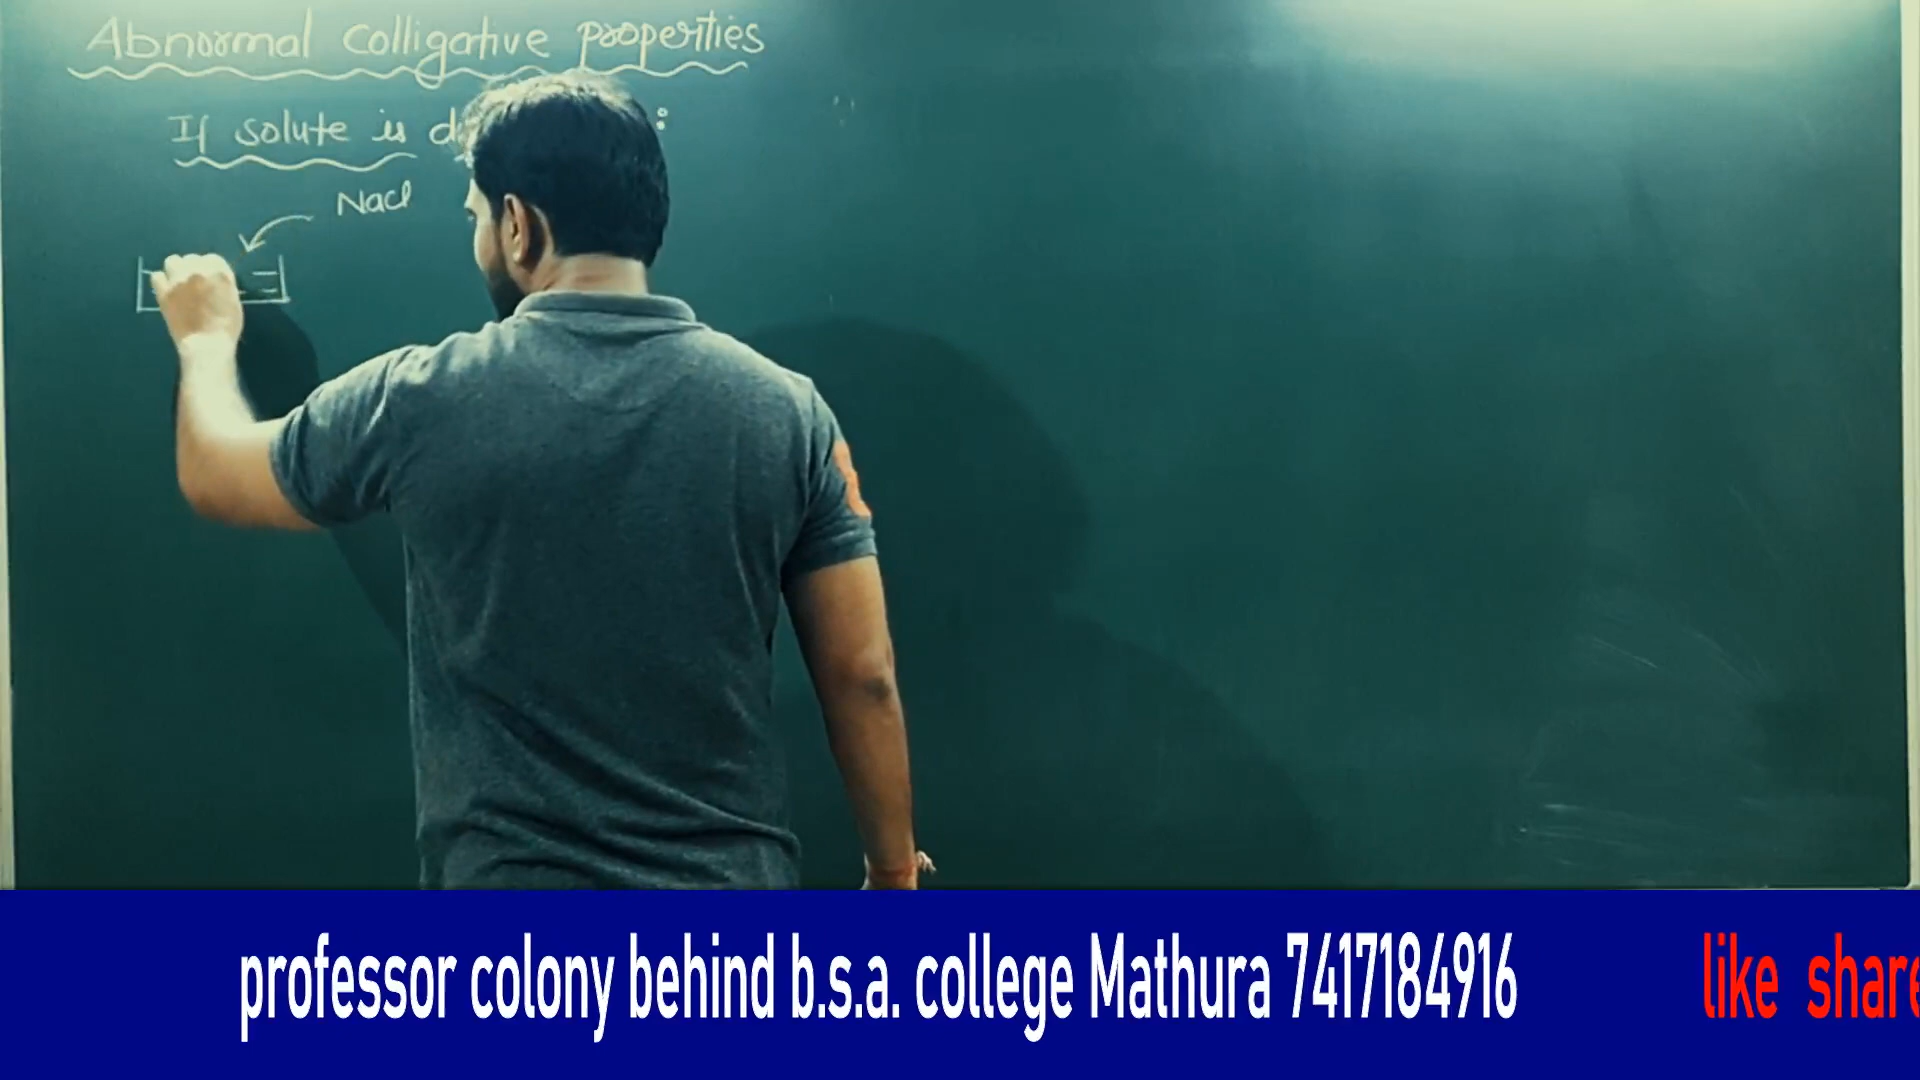 Abnormal Colligative properties
If solute is :
Nacl
professor colony behind b.s.a. college Mathura 7417184916
like share